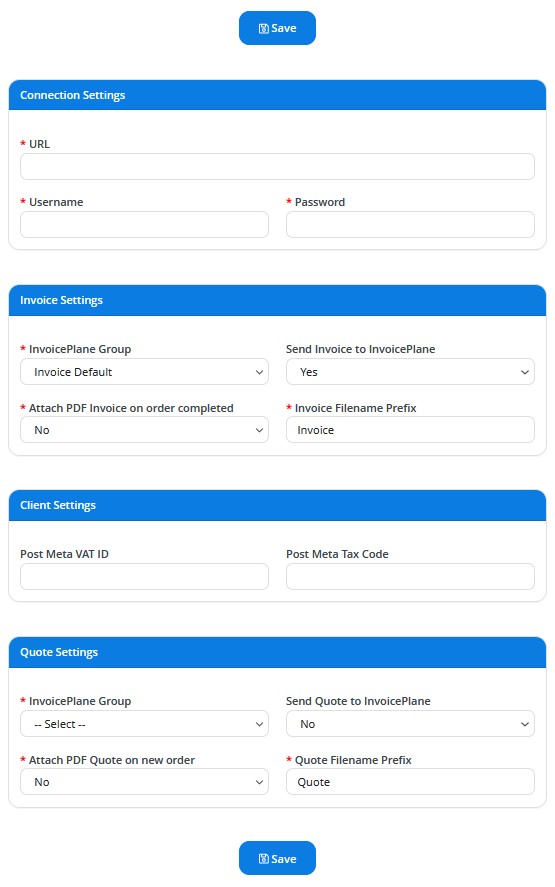 Save
Connection Settings
* URL
* Username
* Password
Invoice Settings
* InvoicePlane Group
Send Invoice to InvoicePlane
Invoice Default
Yes
* Attach PDF Invoice on order completed
* Invoice Filename Prefix
No
Invoice
Client Settings
Post Meta VAT ID
Post Meta Tax Code
Quote Settings
* InvoicePlane Group
Send Quote to InvoicePlane
-- Select --
No
* Attach PDF Quote on new order
* Quote Filename Prefix
No
Quote
Save